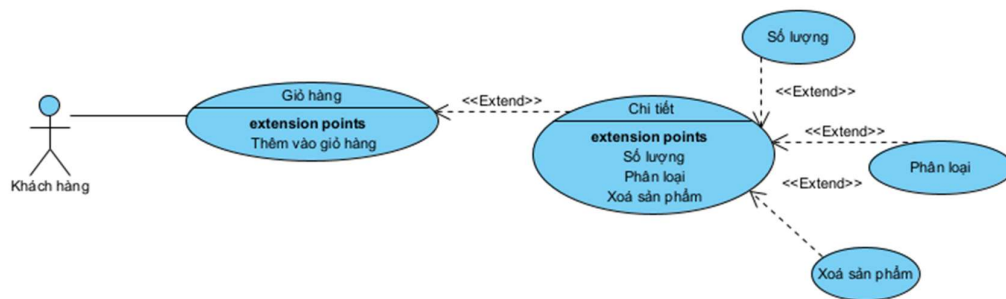 Khách hàng
Giỏ hàng
extension points
Thêm vào giỏ hàng
<<Extend>>
Chi tiết
extension points
Số lượng
Phân loại
Xoá sản phẩm
Số lượng
<<Extend>>
<<Extend>>
Phân loại
<<Extend>>
Xoá sản phẩm